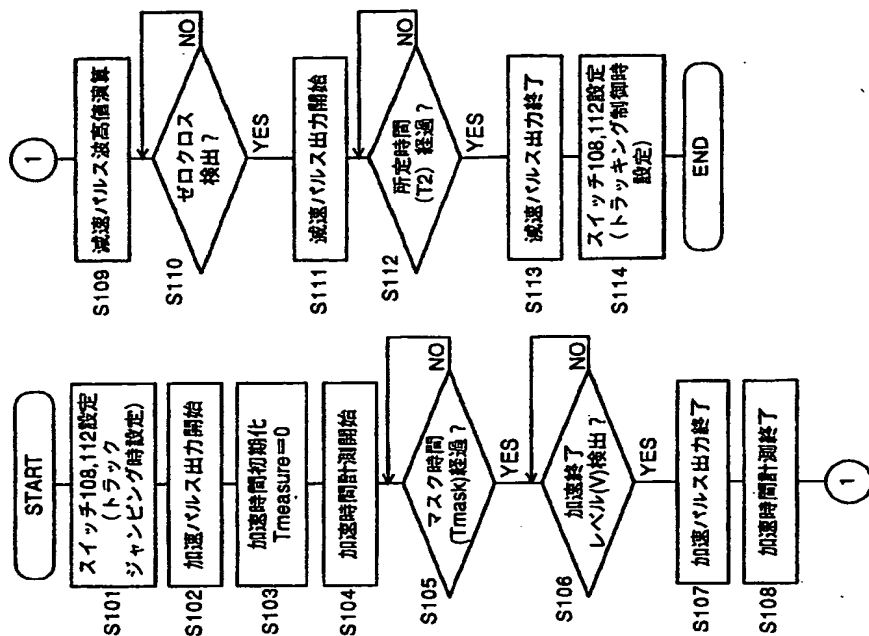 START
S101
スイッチ108,112設定
(トラック
ジャンピング時設定)
S102
加速パルス出力開始
S103
加速時間初期化
Tmeasure=0
S104
加速時間計測開始
S105
マスク時間
(Tmask)経過?
NO
YES
S106
加速終了
レベル(V)検出?
NO
YES
S107
加速パルス出力終了
S108
加速時間計測終了
1
1
S109
減速パルス波高値演算
S110
ゼロクロス
検出?
NO
YES
S111
減速パルス出力開始
S112
所定時間
(T2) 経過?
NO
YES
S113
減速パルス出力終了
S114
スイッチ108,112設定
(トラッキング制御時
設定)
END